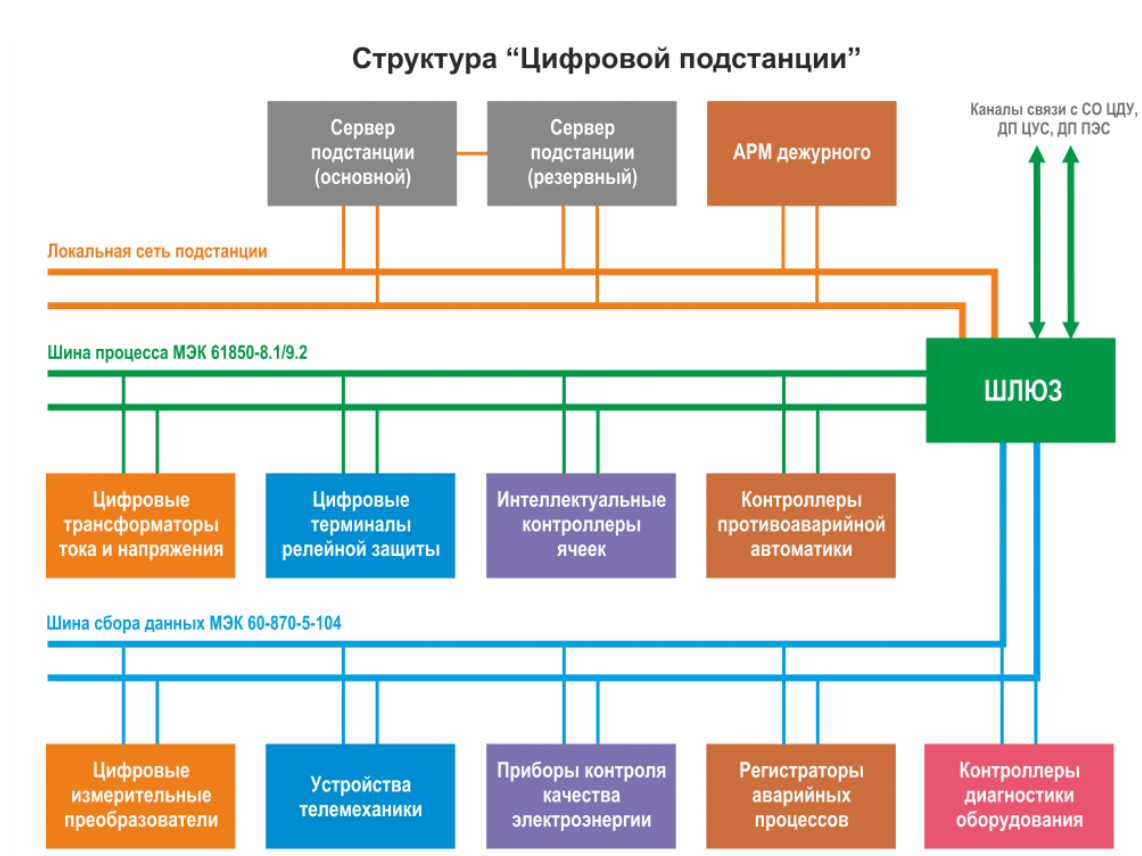 Структура “Цифровой подстанции”
Каналы связи с СО ЦДУ,
ДП ЦУС, ДП ПЭС
Сервер
подстанции
(основной)
Сервер
подстанции
(резервный)
АРМ дежурного
Локальная сеть подстанции
Шина процесса МЭК 61850-8.1/9.2
ШЛЮЗ
Цифровые
трансформаторы
тока и напряжения
Цифровые
терминалы
релейной защиты
Интеллектуальные
контроллеры
ячеек
Контроллеры
противоаварийной
автоматики
Шина сбора данных МЭК 60-870-5-104
Цифровые
измерительные
преобразователи
Устройства
телемеханики
Приборы контроля
качества
электроэнергии
Регистраторы
аварийных
процессов
Контроллеры
диагностики
оборудования